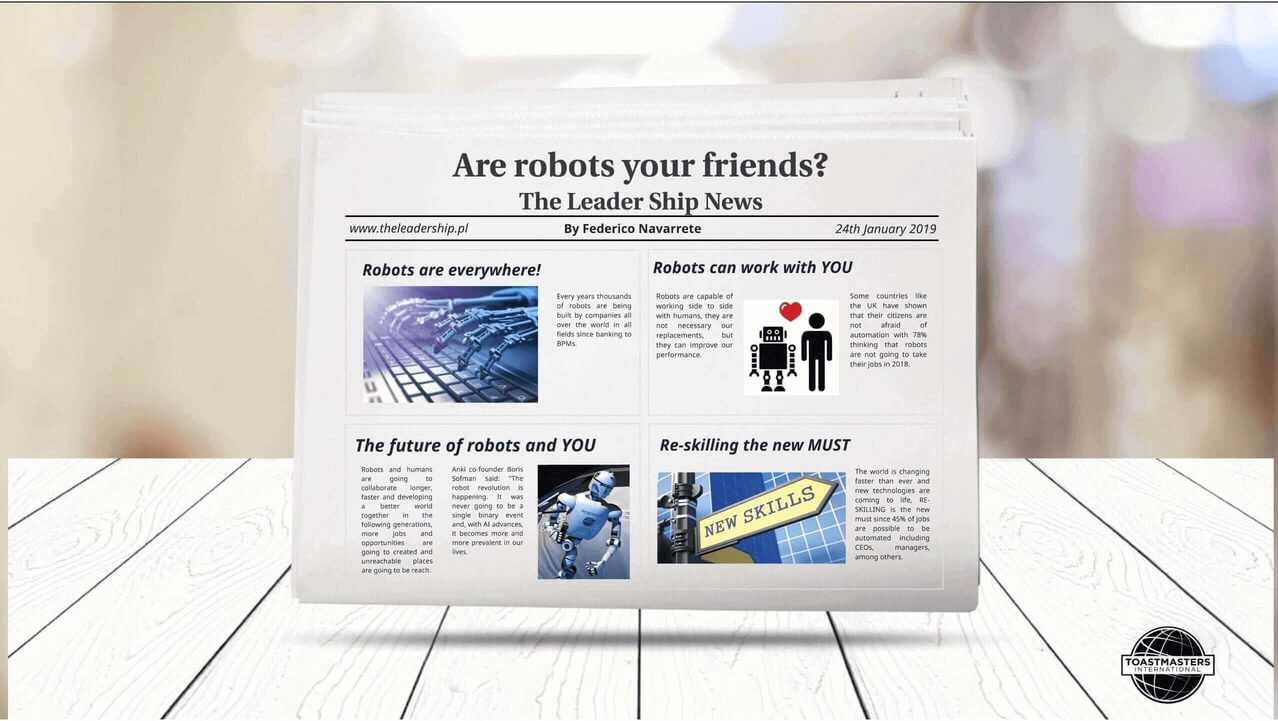 Are robots your friends?
The Leader Ship News
www.theleadership.pl
By Federico Navarrete
24th January 2019
Robots are everywhere!
Every years thousands
of robots are being
built by companies all
over the world in all
fields since banking to
BPMs.
Robots can work with YOU
Robots are capable of
working side to side
with humans, they are
not necessary our
replacements, but
they can improve our
performance.
Some countries like
the UK have shown
that their citizens are
not afraid of
automation with 78%
thinking that robots
are not going to take
their jobs in 2018.
The future of robots and YOU
Robots and humans
are going to
collaborate longer,
faster and developing
a better world
together in the
following generations,
more jobs and
opportunities are
going to created and
unreachable places
are going to be reach.
Anki co-founder Boris
Sofman said: "The
robot revolution is
happening. It was
never going to be a
single binary event
and, with AI advances,
it becomes more and
more prevalent in our
lives.
Re-skilling the new MUST
NEW SKILLS
The world is changing
faster than ever and
new technologies are
coming to life, RE-
SKILLING is the new
must since 45% of jobs
are possible to be
automated including
CEOs, managers,
among others.
TOASTMASTERS
INTERNATIONAL